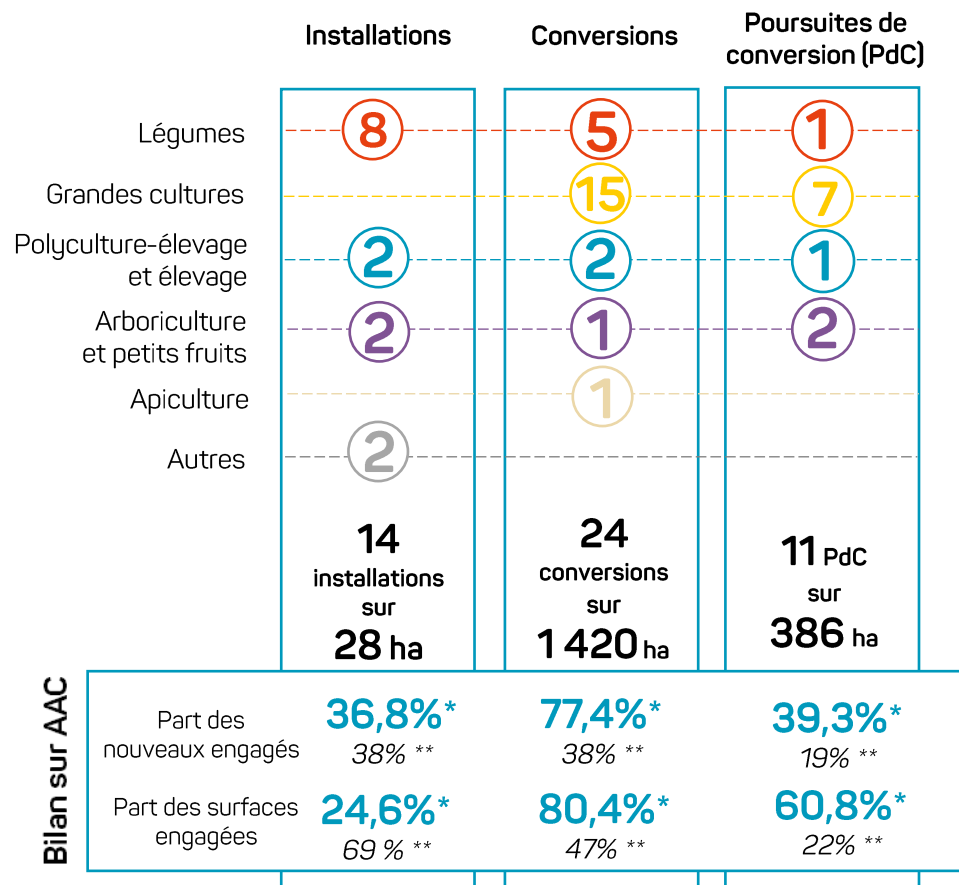 Installations
Conversions
Poursuites de
conversion (PdC)
Légumes
8
5
1
Grandes cultures
15
7
Polyculture-élevage
et élevage
2
2
1
Arboriculture
et petits fruits
2
1
2
Apiculture
1
Autres
2
14
installations
sur
28 ha
24
conversions
sur
1 420 ha
11 PdC
sur
386 ha
Bilan sur AAC
Part des
nouveaux engagés
36,8%*
38% **
77,4%*
38% **
39,3%*
19% **
Part des surfaces
engagées
24,6%*
69 % **
80,4%*
47% **
60,8%*
22% **